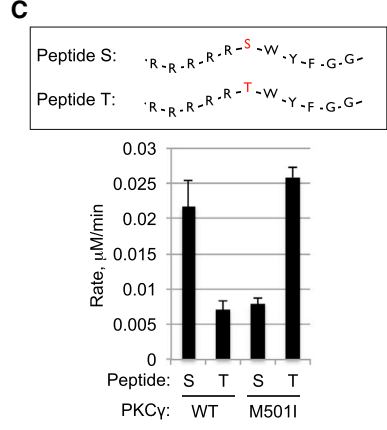 C
Peptide S: R R R R R S W Y F G G
Peptide T: R R R R R T W Y F G G
0.03
0.025
0.02
0.015
0.01
0.005
0
Rate, µM/min
Peptide: S T S T
PKCγ: WT M501I